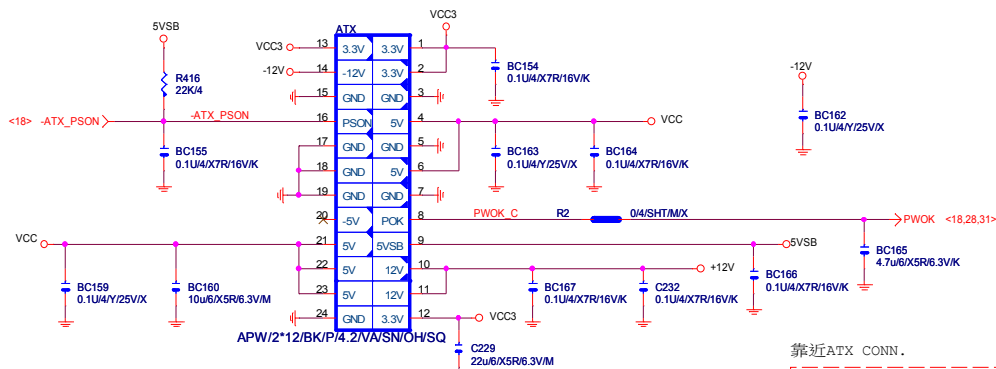 VCC3
5VSB
ATX
VCC3
13
3.3V
3.3V
1
-12V
14
-12V
3.3V
2
BC154
0.1U/4/X7R/16V/K
-12V
R416
22K/4
15
GND
GND
3
<18>
-ATX_PSON
-ATX_PSON
16
PSON
5V
4
VCC
BC162
0.1U/4/Y/25V/X
BC155
0.1U/4/X7R/16V/K
17
GND
GND
5
BC163
0.1U/4/Y/25V/X
BC164
0.1U/4/X7R/16V/K
18
GND
5V
6
19
GND
GND
7
20
-5V
POK
8
PWOK_C
R2
0/4/SHT/M/X
PWOK
<18,28,31>
VCC
21
5V
5VSB
9
5VSB
BC165
4.7u/6/X5R/6.3V/K
22
5V
12V
10
+12V
BC159
0.1U/4/Y/25V/X
BC160
10u/6/X5R/6.3V/M
23
5V
12V
11
BC167
0.1U/4/X7R/16V/K
C232
0.1U/4/X7R/16V/K
BC166
0.1U/4/X7R/16V/K
24
GND
3.3V
12
VCC3
APW/2*12/BK/P/4.2/VA/SN/OH/SQ
C229
22u/6/X5R/6.3V/M
靠近ATX CONN.